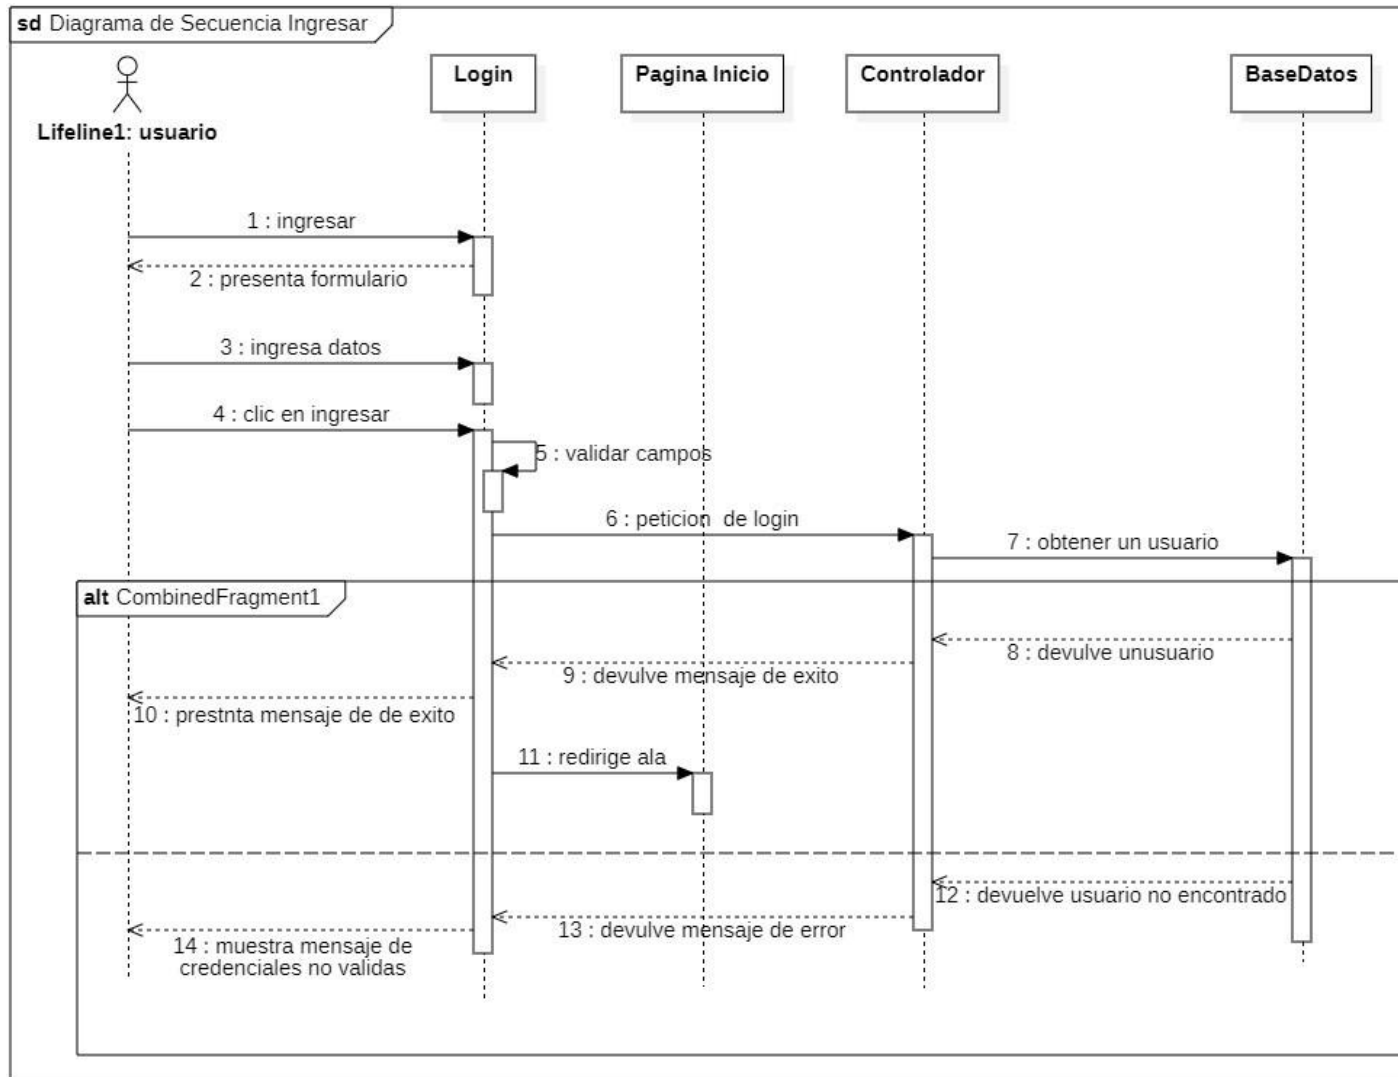 sd Diagrama de Secuencia Ingresar
Login
Pagina Inicio
Controlador
BaseDatos
Lifeline1: usuario
1 : ingresar
2 : presenta formulario
3 : ingresa datos
4 : clic en ingresar
5 : validar campos
6 : peticion  de login
7 : obtener un usuario
alt CombinedFragment1
8 : devulve unusuario
9 : devulve mensaje de exito
10 : prestnta mensaje de de exito
11 : redirige ala
12 : devuelve usuario no encontrado
13 : devulve mensaje de error
14 : muestra mensaje de
credenciales no validas